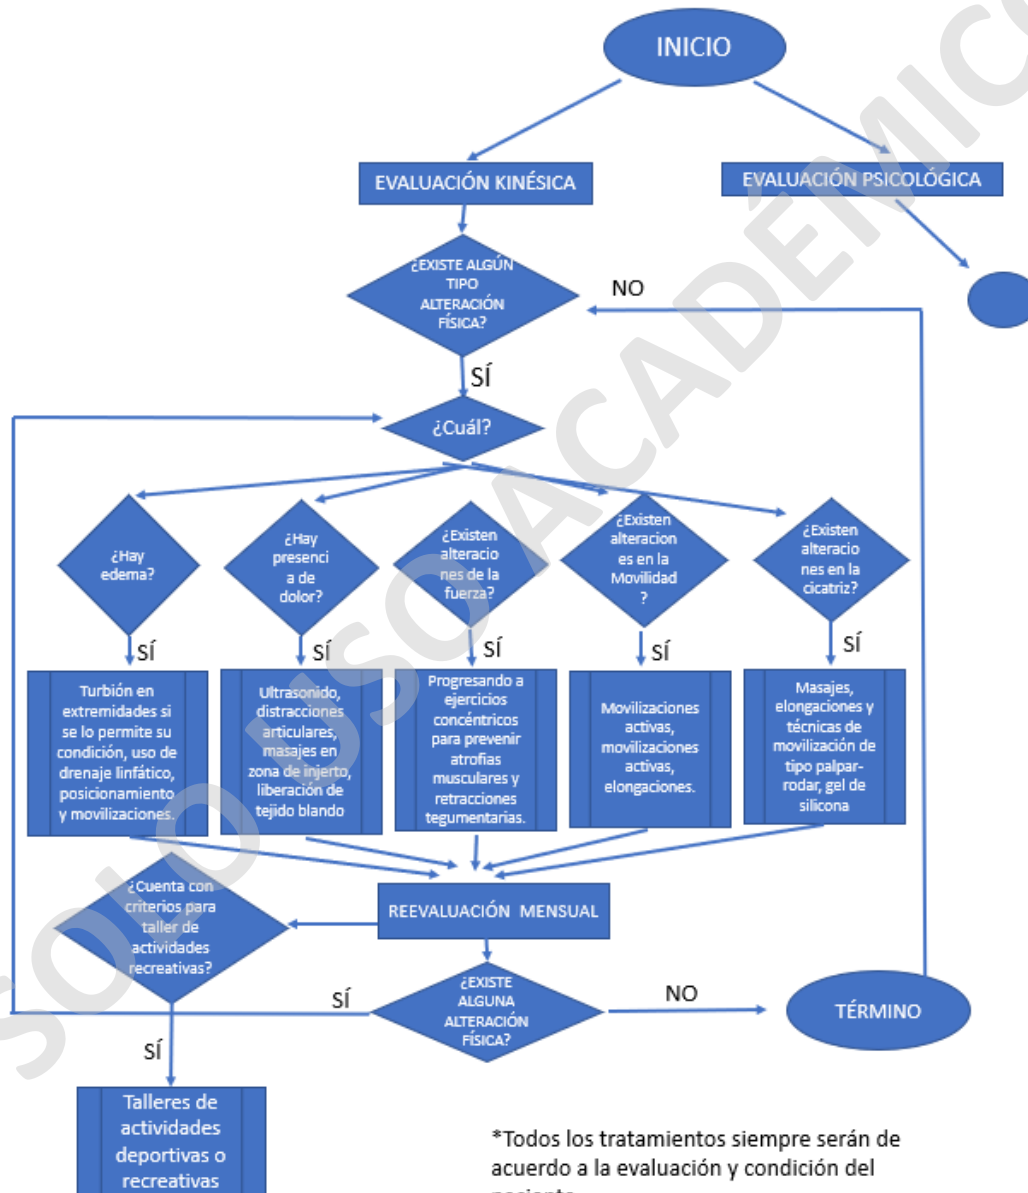 INICIO
EVALUACIÓN KINÉSICA
EVALUACIÓN PSICOLÓGICA
¿EXISTE ALGÚN
TIPO
ALTERACIÓN
FÍSICA?
NO
SÍ
¿Cuál?
¿Hay
edema?
¿Hay
presenci
a de
dolor?
¿Existen
alteracio
nes de la
fuerza?
¿Existen
alteracion
es en la
Movilidad
?
¿Existen
alteracio
nes en la
cicatriz?
SÍ
SÍ
SÍ
SÍ
SÍ
Turbión en
extremidades si
se lo permite su
condición, uso de
drenaje linfático,
posicionamiento
y movilizaciones.
Ultrasonido,
distracciones
articulares,
masajes en
zona de injerto,
liberación de
tejido blando
Progresando a
ejercicios
concéntricos
para prevenir
atrofias
musculares y
retracciones
tegumentarias.
Movilizaciones
activas,
movilizaciones
activas,
elongaciones.
Masajes,
elongaciones y
técnicas de
movilización de
tipo palpar-
rodar, gel de
silicona
¿Cuenta con
criterios para
taller de
actividades
recreativas?
REEVALUACIÓN MENSUAL
SÍ
¿EXISTE
ALGUNA
ALTERACIÓN
FÍSICA?
NO
TÉRMINO
SÍ
Talleres de
actividades
deportivas o
recreativas
*Todos los tratamientos siempre serán de
acuerdo a la evaluación y condición del
SOLO USO ACADÉMICO